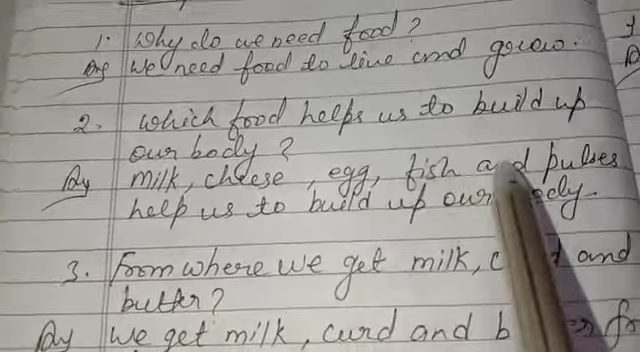 1. Why do we need food?
Ans We need food to live and grow.
2. Which food helps us to build up
our body?
Ans milk, cheese, egg, fish and pulses
help us to build up our
3. From where we get milk, and
butter?
Ans We get milk, curd and